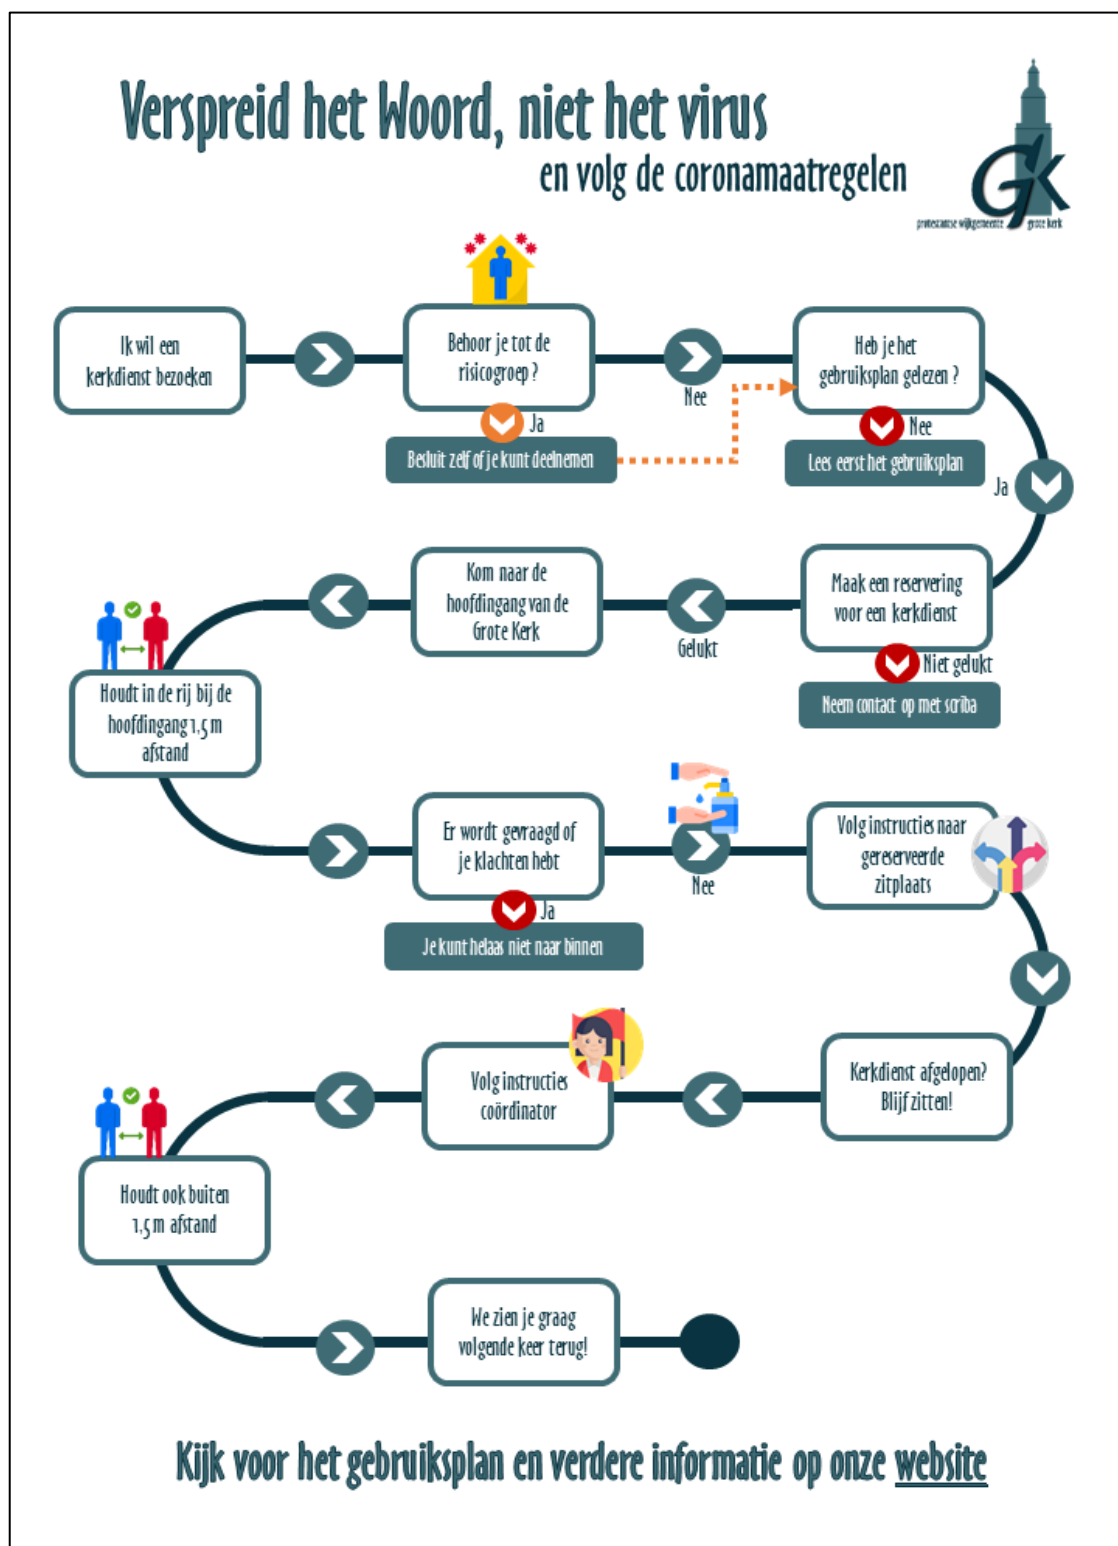 Verspreid het Woord, niet het virus
en volg de coronamaatregelen
GK
protestantse wijkgemeente grote kerk
Ik wil een
kerkdienst bezoeken
Behoor je tot de
risicogroep ?
Nee
Heb je het
gebruiksplan gelezen ?
Ja
Besluit zelf of je kunt deelnemen
Nee
Lees eerst het gebruiksplan
Ja
Maak een reservering
voor een kerkdienst
Niet gelukt
Neem contact op met scriba
Gelukt
Kom naar de
hoofdingang van de
Grote Kerk
Houdt in de rij bij de
hoofdingang 1,5 m
afstand
Er wordt gevraagd of
je klachten hebt
Ja
Je kunt helaas niet naar binnen
Nee
Volg instructies naar
gereserveerde
zitplaats
Kerkdienst afgelopen?
Blijf zitten!
Volg instructies
coördinator
Houdt ook buiten
1,5 m afstand
We zien je graag
volgende keer terug!
Kijk voor het gebruiksplan en verdere informatie op onze website